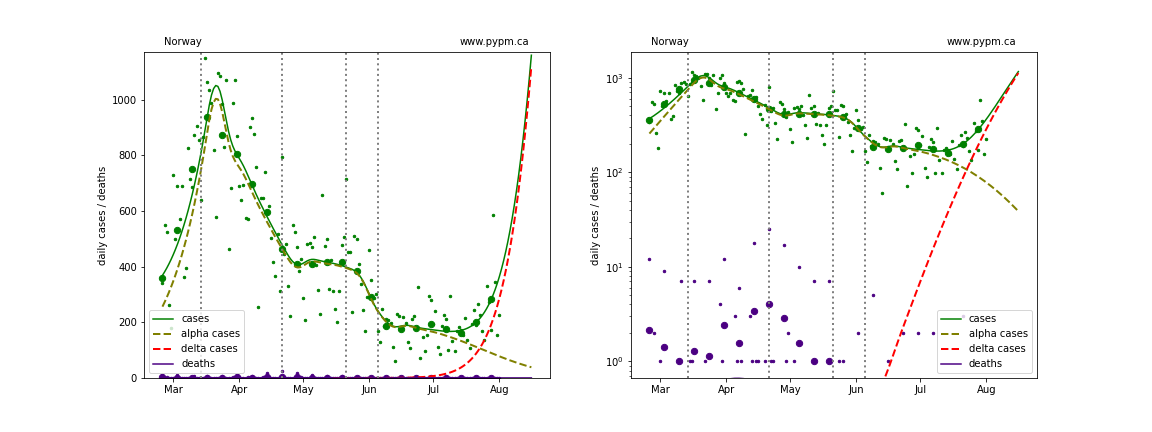 Norway www.pypm.ca
daily cases / deaths
1000
800
600
400
200
0
Mar Apr May Jun Jul Aug
cases
alpha cases
delta cases
deaths
Norway www.pypm.ca
daily cases / deaths
10³
10²
10¹
10⁰
Mar Apr May Jun Jul Aug
cases
alpha cases
delta cases
deaths